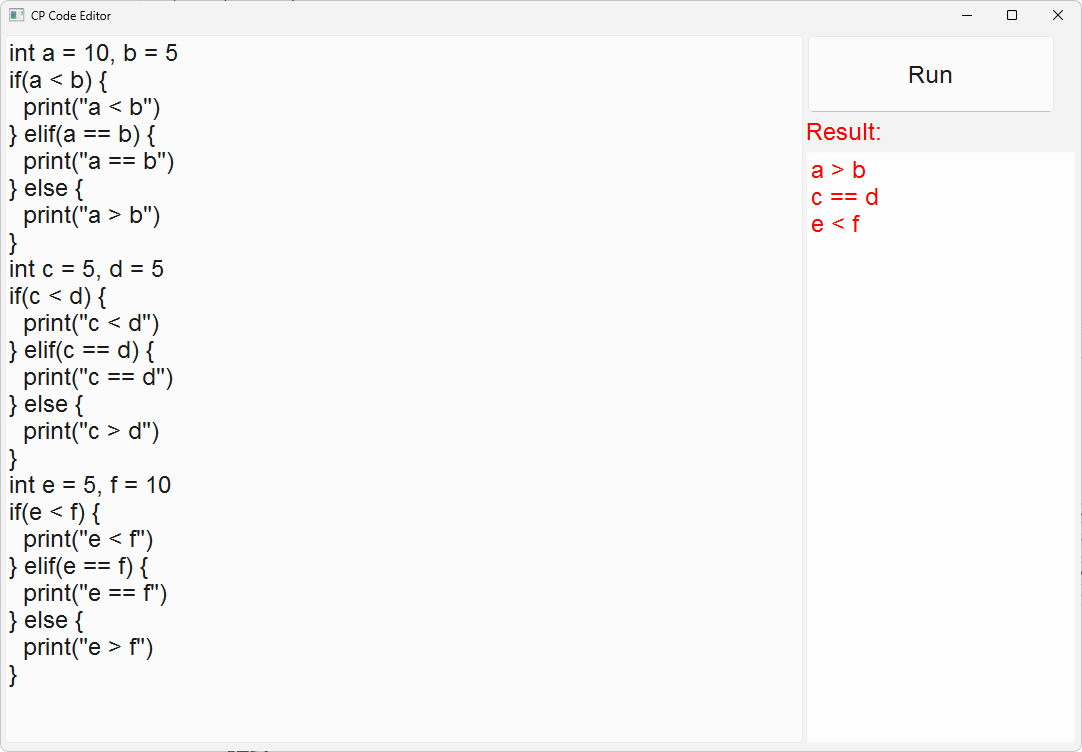 CP Code Editor
int a = 10, b = 5
if(a < b) {
   print("a < b")
} elif(a == b) {
   print("a == b")
} else {
   print("a > b")
}
int c = 5, d = 5
if(c < d) {
   print("c < d")
} elif(c == d) {
   print("c == d")
} else {
   print("c > d")
}
int e = 5, f = 10
if(e < f) {
   print("e < f")
} elif(e == f) {
   print("e == f")
} else {
   print("e > f")
}
Run
Result:
a > b
c == d
e < f